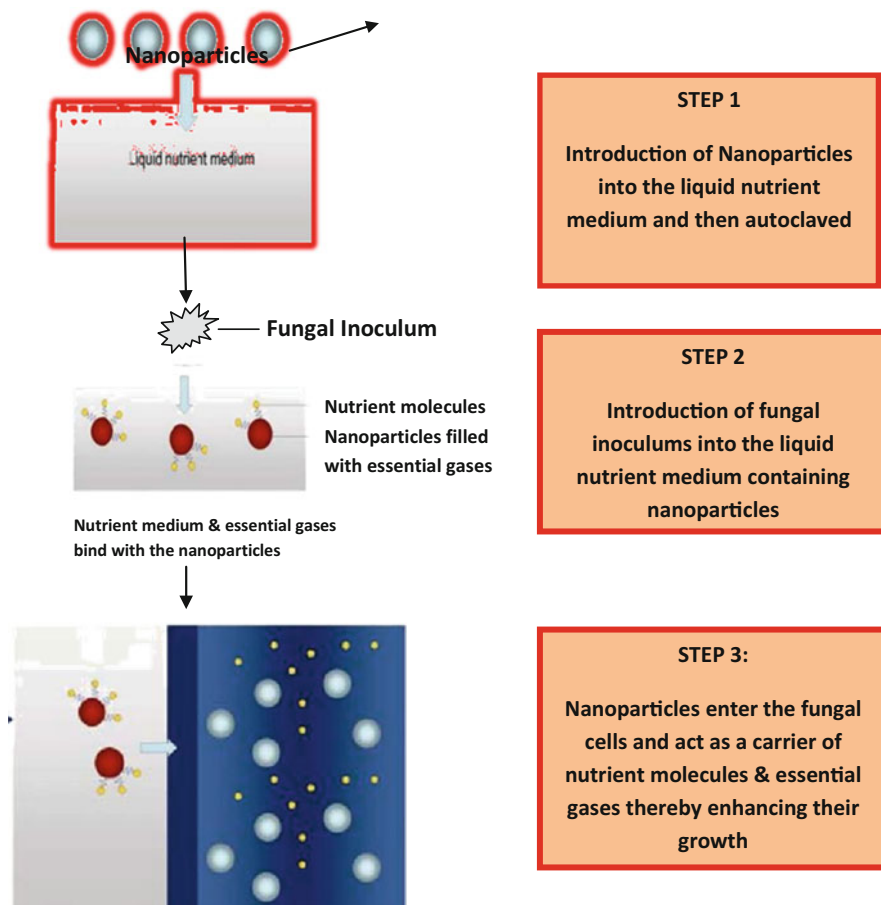 Nanoparticles
Liquid nutrient medium
STEP 1
Introduction of Nanoparticles
into the liquid nutrient
medium and then autoclaved
Fungal Inoculum
Nutrient molecules
Nanoparticles filled
with essential gases
STEP 2
Introduction of fungal
inoculums into the liquid
nutrient medium containing
nanoparticles
Nutrient medium & essential gases
bind with the nanoparticles
STEP 3:
Nanoparticles enter the fungal
cells and act as a carrier of
nutrient molecules & essential
gases thereby enhancing their
growth